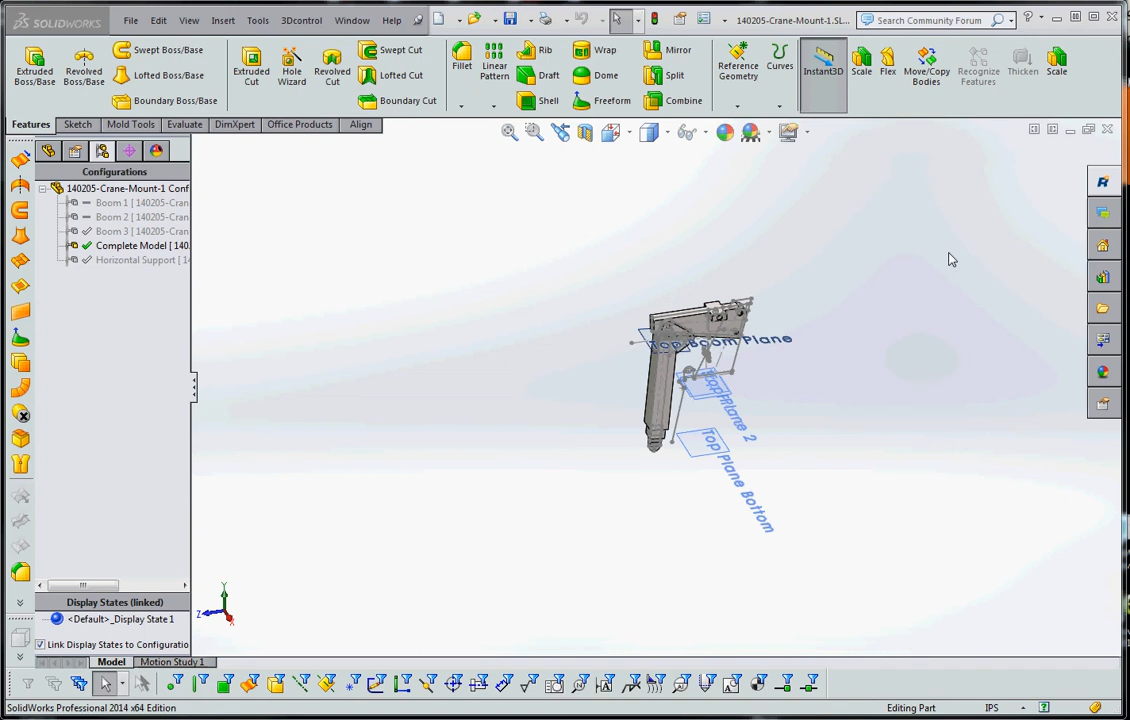 SOLIDWORKS File Edit View Insert Tools 3Dcontrol Window Help 140205-Crane-Mount-1.SL... Search Community Forum
Extruded Boss/Base
Revolved Boss/Base
Swept Boss/Base
Lofted Boss/Base
Boundary Boss/Base
Extruded Cut
Hole Wizard
Revolved Cut
Swept Cut
Lofted Cut
Boundary Cut
Fillet
Linear Pattern
Rib
Draft
Shell
Wrap
Dome
Freeform
Mirror
Split
Combine
Reference Geometry
Curves
Instant3D
Scale
Flex
Move/Copy Bodies
Recognize Features
Thicken
Scale
Features Sketch Mold Tools Evaluate DimXpert Office Products Align
Configurations
140205-Crane-Mount-1 Conf
Boom 1 [ 140205-Cran
Boom 2 [ 140205-Cran
Boom 3 [ 140205-Cran
Complete Model [ 140
Horizontal Support [ 14
Top Boom Plane
Top Plane 2
Top Plane Bottom
Y
Z
X
Display States (linked)
<Default>_Display State 1
Link Display States to Configuratio
Model Motion Study 1
SolidWorks Professional 2014 x64 Edition Editing Part IPS